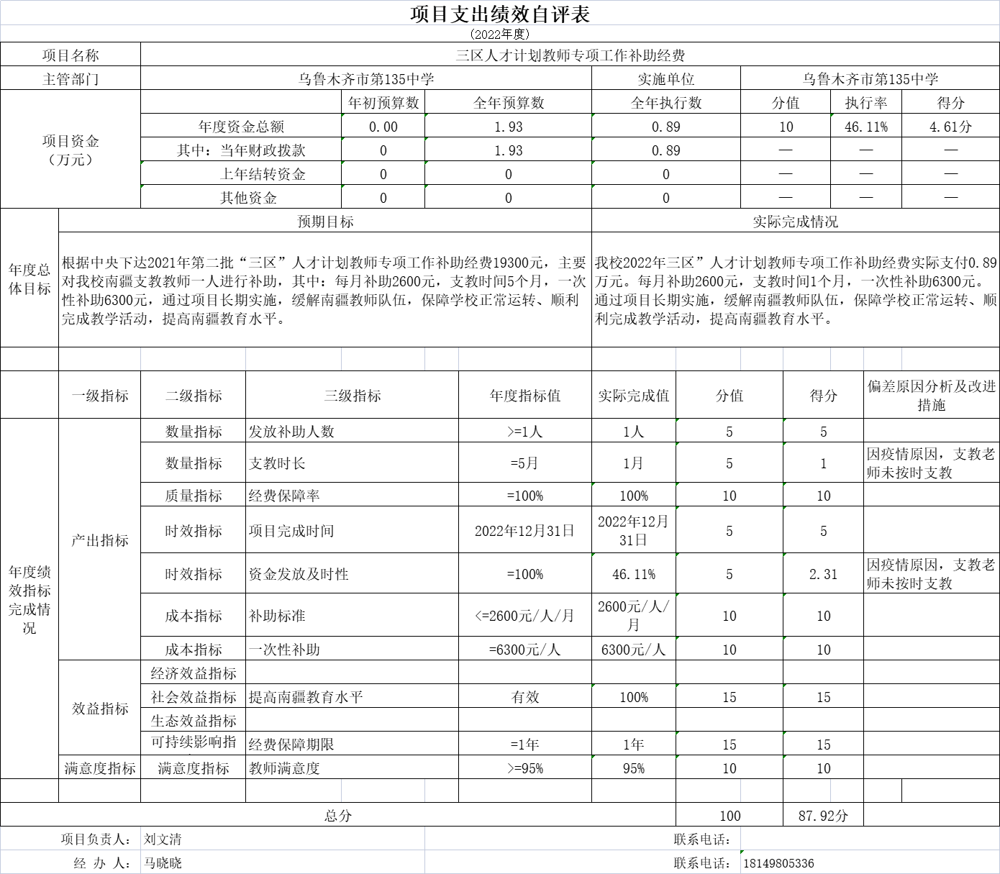 项目支出绩效自评表
(2022年度)
项目名称 三区人才计划教师专项工作补助经费
主管部门 乌鲁木齐市第135中学 实施单位 乌鲁木齐市第135中学
项目资金
（万元）
年初预算数 全年预算数 全年执行数 分值 执行率 得分
年度资金总额 0.00 1.93 0.89 10 46.11% 4.61分
其中：当年财政拨款 0 1.93 0.89 — — —
上年结转资金 0 0 0 — — —
其他资金 0 0 0 — — —
年度总
体目标
预期目标 实际完成情况
根据中央下达2021年第二批“三区”人才计划教师专项工作补助经费19300元，主要
对我校南疆支教教师一人进行补助，其中：每月补助2600元，支教时间5个月，一次
性补助6300元，通过项目长期实施，缓解南疆教师队伍，保障学校正常运转、顺利
完成教学活动，提高南疆教育水平。
我校2022年三区”人才计划教师专项工作补助经费实际支付0.89
万元。每月补助2600元，支教时间1个月，一次性补助6300元。
通过项目长期实施，缓解南疆教师队伍，保障学校正常运转、顺
利完成教学活动，提高南疆教育水平。
一级指标 二级指标 三级指标 年度指标值 实际完成值 分值 得分 偏差原因分析及改进
措施
年度绩
效指标
完成情
况
产出指标
数量指标 发放补助人数 >=1人 1人 5 5
数量指标 支教时长 =5月 1月 5 1 因疫情原因，支教老
师未按时支教
质量指标 经费保障率 =100% 100% 10 10
时效指标 项目完成时间 2022年12月31日 2022年12月
31日 5 5
时效指标 资金发放及时性 =100% 46.11% 5 2.31 因疫情原因，支教老
师未按时支教
成本指标 补助标准 <=2600元/人/月 2600元/人/
月 10 10
成本指标 一次性补助 =6300元/人 6300元/人 10 10
效益指标
经济效益指标
社会效益指标 提高南疆教育水平 有效 100% 15 15
生态效益指标
可持续影响指 经费保障期限 =1年 1年 15 15
满意度指标 满意度指标 教师满意度 >=95% 95% 10 10
总分 100 87.92分
项目负责人： 刘文清 联系电话：
经 办 人： 马晓晓 联系电话： 18149805336